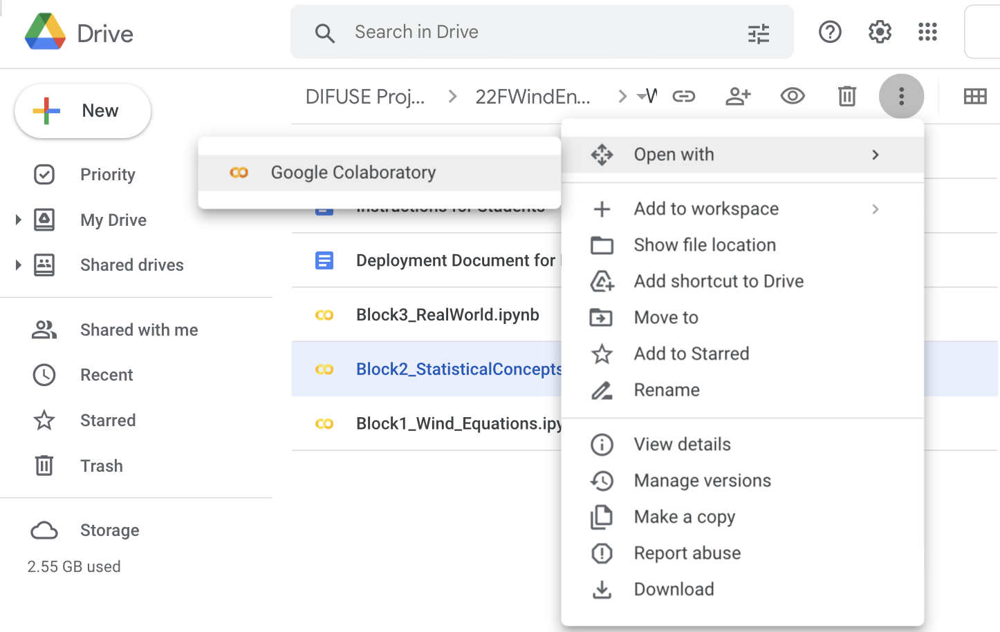 Drive
Search in Drive
New
DIFUSE Proj... > 22FWindEn... >
Priority
My Drive
Shared drives
Shared with me
Recent
Starred
Trash
Storage
2.55 GB used
Google Colaboratory
Instructions for Students
Deployment Document for
Block3_RealWorld.ipynb
Block2_StatisticalConcepts
Block1_Wind_Equations.ipy
Open with
Add to workspace
Show file location
Add shortcut to Drive
Move to
Add to Starred
Rename
View details
Manage versions
Make a copy
Report abuse
Download